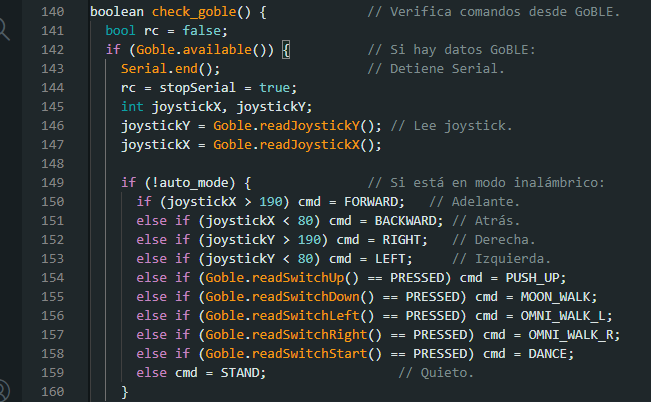 140 boolean check_goble() { // Verifica comandos desde GoBLE.
141 bool rc = false;
142 if (Goble.available()) { // Si hay datos GoBLE:
143 Serial.end(); // Detiene Serial.
144 rc = stopSerial = true;
145 int joystickX, joystickY;
146 joystickY = Goble.readJoystickY(); // Lee joystick.
147 joystickX = Goble.readJoystickX();
148
149 if (!auto_mode) { // Si está en modo inalámbrico:
150 if (joystickX > 190) cmd = FORWARD; // Adelante.
151 else if (joystickX < 80) cmd = BACKWARD; // Atrás.
152 else if (joystickY > 190) cmd = RIGHT; // Derecha.
153 else if (joystickY < 80) cmd = LEFT; // Izquierda.
154 else if (Goble.readSwitchUp() == PRESSED) cmd = PUSH_UP;
155 else if (Goble.readSwitchDown() == PRESSED) cmd = MOON_WALK;
156 else if (Goble.readSwitchLeft() == PRESSED) cmd = OMNI_WALK_L;
157 else if (Goble.readSwitchRight() == PRESSED) cmd = OMNI_WALK_R;
158 else if (Goble.readSwitchStart() == PRESSED) cmd = DANCE;
159 else cmd = STAND; // Quieto.
160 }